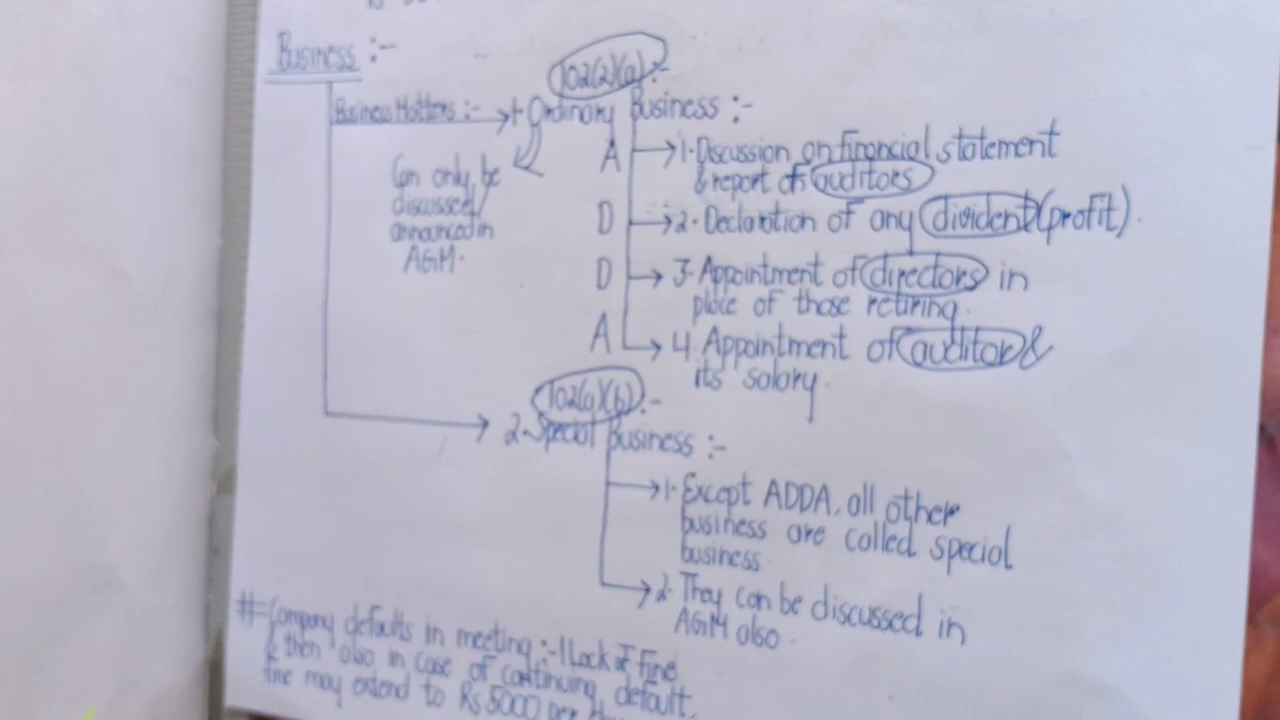 Business :-
102(2)(a):-
Business Matters :- → 1. Ordinary Business :-
Can only be
discussed/
announced in
AGM.
A → 1. Discussion on financial statement
& report of auditors
D → 2. Declaration of any divident (profit).
D → 3. Appointment of directors in
place of those retiring.
A → 4. Appointment of auditor &
its salary.
102(a)(b):-
2. Special Business :-
→ 1. Except ADDA, all other
business are called special
business
→ 2. They can be discussed in
AGM also.
#= Company defaults in meeting :- 1 Lack of fine
& then also in case of continuing default,
fine may extend to Rs 5000 per